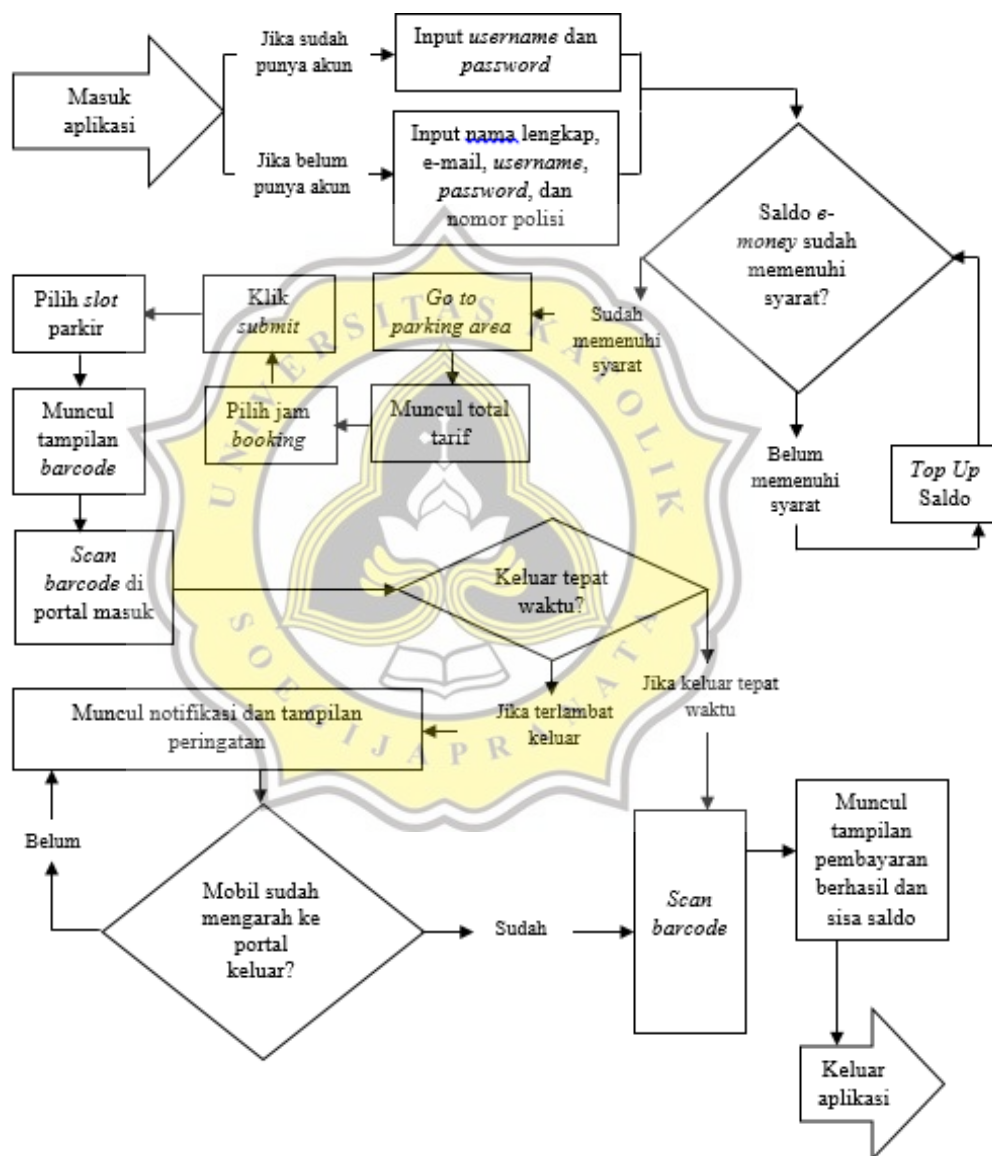 Masuk
aplikasi
Jika sudah
punya akun
Input username dan
password
Jika belum
punya akun
Input nama lengkap,
e-mail, username,
password, dan
nomor polisi
Saldo e-
money sudah
memenuhi
syarat?
Sudah
memenuhi
syarat
Belum
memenuhi
syarat
Top Up
Saldo
Go to
parking area
Muncul total
tarif
Pilih jam
booking
Klik
submit
Pilih slot
parkir
Muncul
tampilan
barcode
Scan
barcode di
portal masuk
Keluar tepat
waktu?
Jika terlambat
keluar
Jika keluar tepat
waktu
Muncul notifikasi dan tampilan
peringatan
Belum
Mobil sudah
mengarah ke
portal
keluar?
Sudah
Scan
barcode
Muncul
tampilan
pembayaran
berhasil dan
sisa saldo
Keluar
aplikasi
UNIVERSITAS KATOLIK
SOEGIJAPRANATA